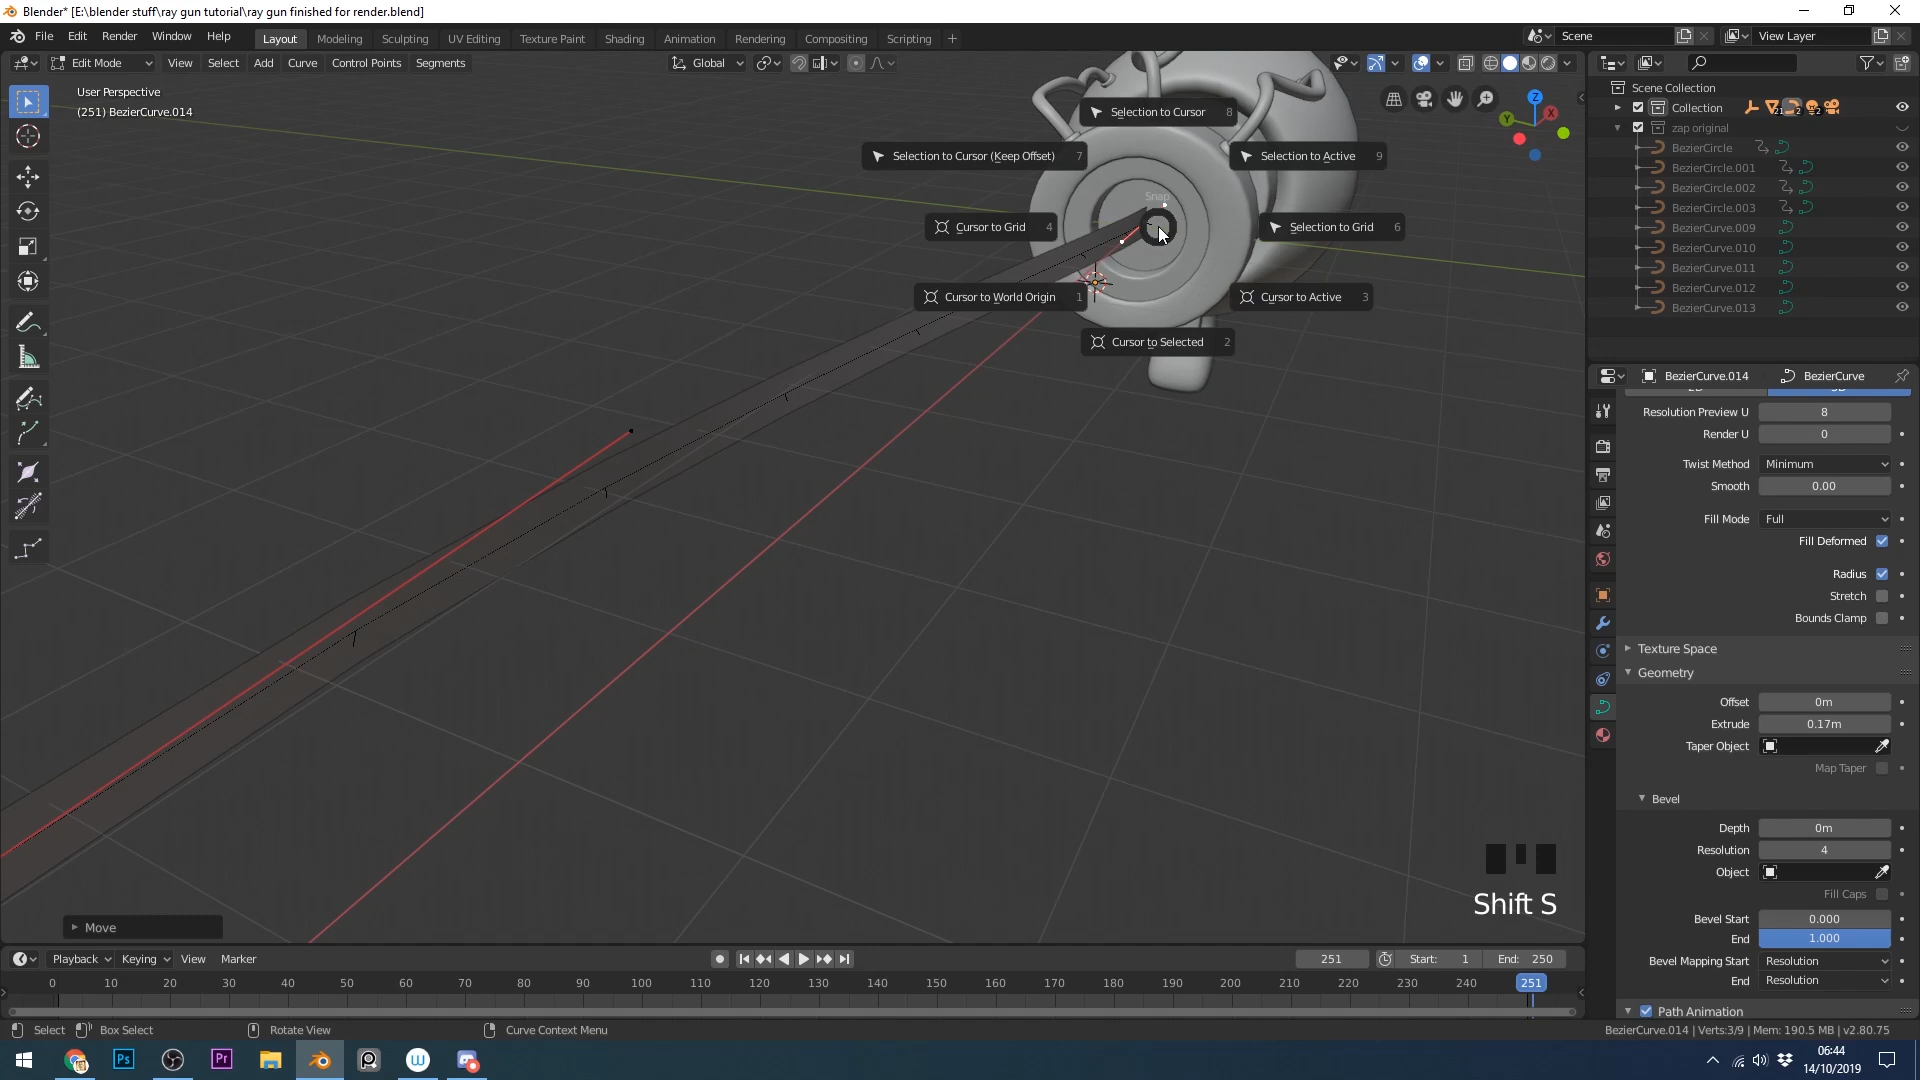 Blender* [E:\blender stuff\ray gun tutorial\ray gun finished for render.blend]
File Edit Render Window Help
Layout Modeling Sculpting UV Editing Texture Paint Shading Animation Rendering Compositing Scripting +
Scene View Layer
Edit Mode View Select Add Curve Control Points Segments Global
User Perspective
(251) BezierCurve.014
Selection to Cursor 8
Selection to Cursor (Keep Offset) 7
Selection to Active 9
Snap
Cursor to Grid 4
Selection to Grid 6
Cursor to World Origin 1
Cursor to Active 3
Cursor to Selected 2
Z
X
Y
Scene Collection
Collection
zap original
BezierCircle
BezierCircle.001
BezierCircle.002
BezierCircle.003
BezierCurve.009
BezierCurve.010
BezierCurve.011
BezierCurve.012
BezierCurve.013
BezierCurve.014 BezierCurve
Resolution Preview U 8
Render U 0
Twist Method Minimum
Smooth 0.00
Fill Mode Full
Fill Deformed
Radius
Stretch
Bounds Clamp
Texture Space
Geometry
Offset 0m
Extrude 0.17m
Taper Object
Map Taper
Bevel
Depth 0m
Resolution 4
Object
Fill Caps
Bevel Start 0.000
End 1.000
Bevel Mapping Start Resolution
End Resolution
Path Animation
Shift S
Move
Playback Keying View Marker 251 Start: 1 End: 250
0 10 20 30 40 50 60 70 80 90 100 110 120 130 140 150 160 170 180 190 200 210 220 230 240 251
Select Box Select Rotate View Curve Context Menu
BezierCurve.014 | Verts:3/9 | Mem: 190.5 MB | v2.80.75
Ps Pr W
06:44
14/10/2019